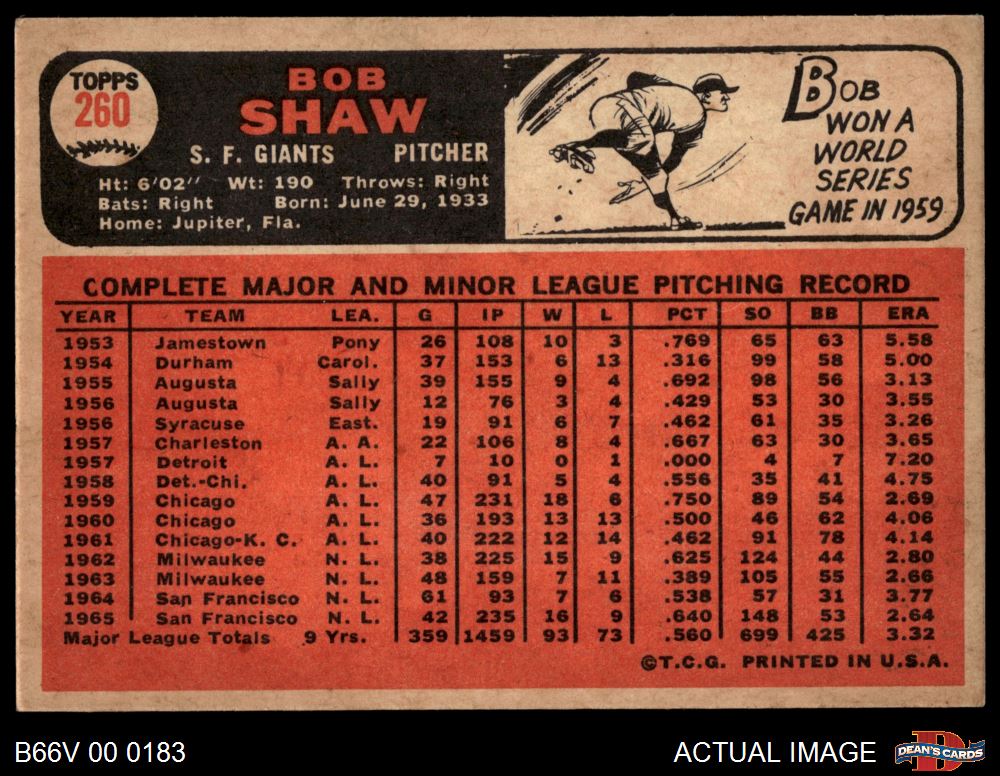 TOPPS
260
BOB
SHAW
S. F. GIANTS PITCHER
Ht: 6'02" Wt: 190 Throws: Right
Bats: Right Born: June 29, 1933
Home: Jupiter, Fla.
BOB
WON A
WORLD
SERIES
GAME IN 1959
COMPLETE MAJOR AND MINOR LEAGUE PITCHING RECORD
YEAR TEAM LEA. G IP W L PCT SO BB ERA
1953 Jamestown Pony 26 108 10 3 .769 65 63 5.58
1954 Durham Carol. 37 153 6 13 .316 99 58 5.00
1955 Augusta Sally 39 155 9 4 .692 98 56 3.13
1956 Augusta Sally 12 76 3 4 .429 53 30 3.55
1956 Syracuse East. 19 91 6 7 .462 61 35 3.26
1957 Charleston A. A. 22 106 8 4 .667 63 30 3.65
1957 Detroit A. L. 7 10 0 1 .000 4 7 7.20
1958 Det.-Chi. A. L. 40 91 5 4 .556 35 41 4.75
1959 Chicago A. L. 47 231 18 6 .750 89 54 2.69
1960 Chicago A. L. 36 193 13 13 .500 46 62 4.06
1961 Chicago-K. C. A. L. 40 222 12 14 .462 91 78 4.14
1962 Milwaukee N. L. 38 225 15 9 .625 124 44 2.80
1963 Milwaukee N. L. 48 159 7 11 .389 105 55 2.66
1964 San Francisco N. L. 61 93 7 6 .538 57 31 3.77
1965 San Francisco N. L. 42 235 16 9 .640 148 53 2.64
Major League Totals 9 Yrs. 359 1459 93 73 .560 699 425 3.32
©T.C.G. PRINTED IN U.S.A.
B66V 00 0183 ACTUAL IMAGE DEAN'S CARDS